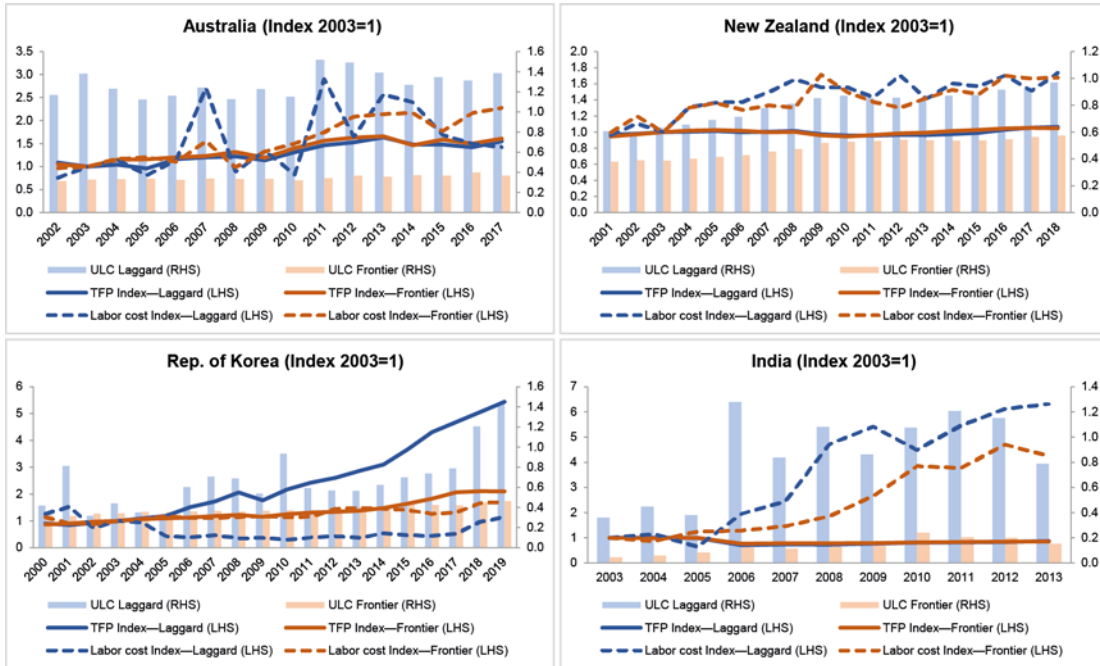 Australia (Index 2003=1)
3.5 1.6
3.0 1.4
2.5 1.2
2.0 1.0
1.5 0.8
1.0 0.6
0.5 0.4
0.0 0.2
0.0
2002 2003 2004 2005 2006 2007 2008 2009 2010 2011 2012 2013 2014 2015 2016 2017
ULC Laggard (RHS) ULC Frontier (RHS)
TFP Index—Laggard (LHS) TFP Index—Frontier (LHS)
Labor cost Index—Laggard (LHS) Labor cost Index—Frontier (LHS)
New Zealand (Index 2003=1)
2.0 1.2
1.8 1.0
1.6 0.8
1.4 0.6
1.2 0.4
1.0 0.2
0.8 0.0
0.6
0.4
0.2
0.0
2001 2002 2003 2004 2005 2006 2007 2008 2009 2010 2011 2012 2013 2014 2015 2016 2017 2018
ULC Laggard (RHS) ULC Frontier (RHS)
TFP Index—Laggard (LHS) TFP Index—Frontier (LHS)
Labor cost Index—Laggard (LHS) Labor cost Index—Frontier (LHS)
Rep. of Korea (Index 2003=1)
6 1.6
5 1.4
4 1.2
3 1.0
2 0.8
1 0.6
0 0.4
0.2
0.0
2000 2001 2002 2003 2004 2005 2006 2007 2008 2009 2010 2011 2012 2013 2014 2015 2016 2017 2018 2019
ULC Laggard (RHS) ULC Frontier (RHS)
TFP Index—Laggard (LHS) TFP Index—Frontier (LHS)
Labor cost Index—Laggard (LHS) Labor cost Index—Frontier (LHS)
India (Index 2003=1)
7 1.4
6 1.2
5 1.0
4 0.8
3 0.6
2 0.4
1 0.2
0 0.0
2003 2004 2005 2006 2007 2008 2009 2010 2011 2012 2013
ULC Laggard (RHS) ULC Frontier (RHS)
TFP Index—Laggard (LHS) TFP Index—Frontier (LHS)
Labor cost Index—Laggard (LHS) Labor cost Index—Frontier (LHS)